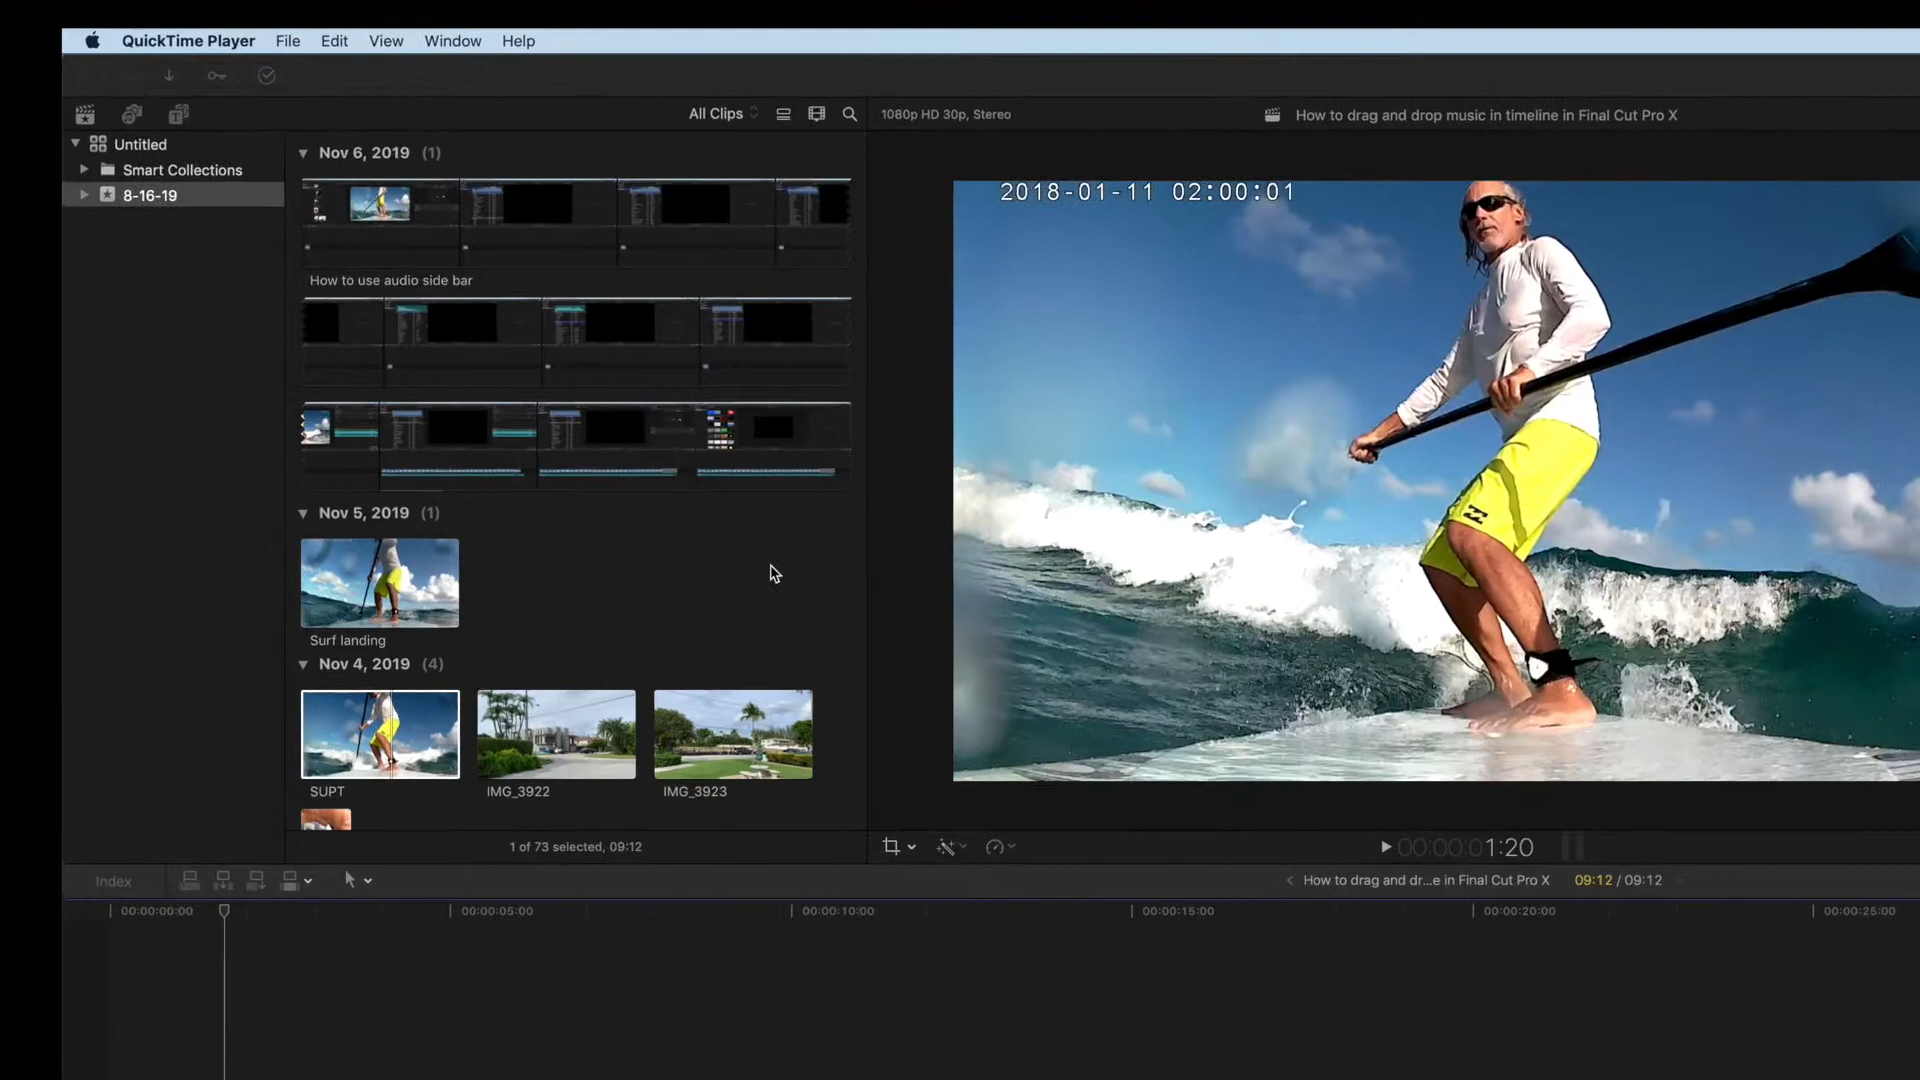 QuickTime Player File Edit View Window Help
All Clips
1080p HD 30p, Stereo
How to drag and drop music in timeline in Final Cut Pro X
Untitled
Smart Collections
8-16-19
Nov 6, 2019 (1)
How to use audio side bar
Nov 5, 2019 (1)
Surf landing
Nov 4, 2019 (4)
SUPT
IMG_3922
IMG_3923
1 of 73 selected, 09:12
2018-01-11 02:00:01
00:00:01:20
Index
How to drag and dr...e in Final Cut Pro X
09:12 / 09:12
00:00:00:00
00:00:05:00
00:00:10:00
00:00:15:00
00:00:20:00
00:00:25:00